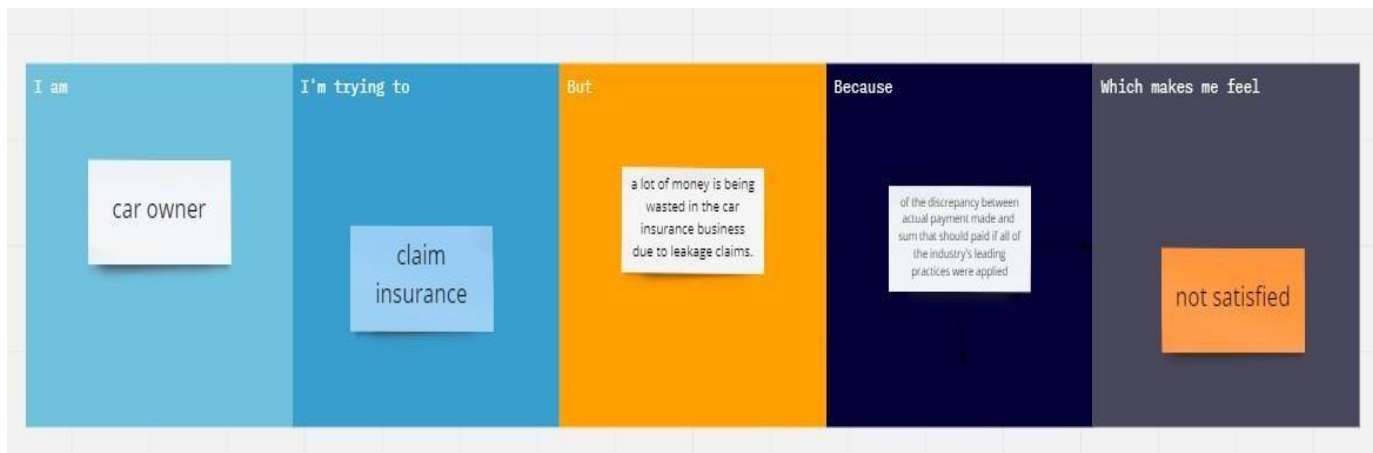 I am
car owner
I'm trying to
claim
insurance
But
a lot of money is being
wasted in the car
insurance business
due to leakage claims.
Because
of the discrepancy between
actual payment made and
sum that should paid if all of
the industry's leading
practices were applied
Which makes me feel
not satisfied